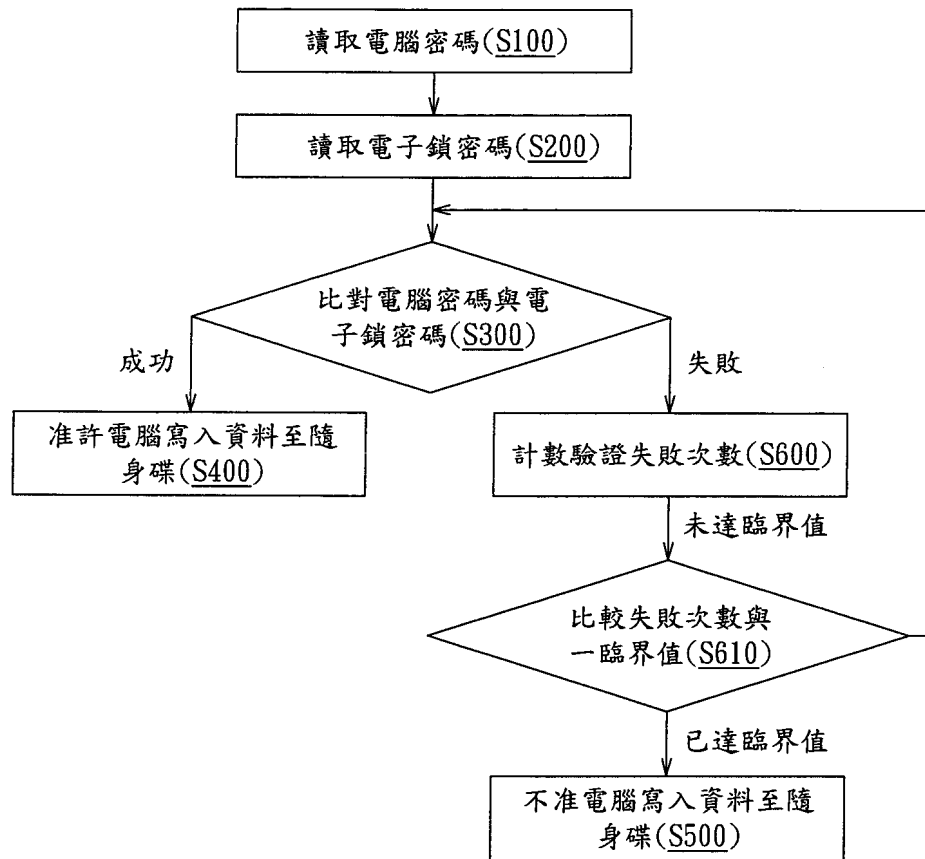 讀取電腦密碼(S100)
讀取電子鎖密碼(S200)
比對電腦密碼與電
子鎖密碼(S300)
成功
失敗
准許電腦寫入資料至隨
身碟(S400)
計數驗證失敗次數(S600)
未達臨界值
比較失敗次數與
一臨界值(S610)
已達臨界值
不准電腦寫入資料至隨
身碟(S500)